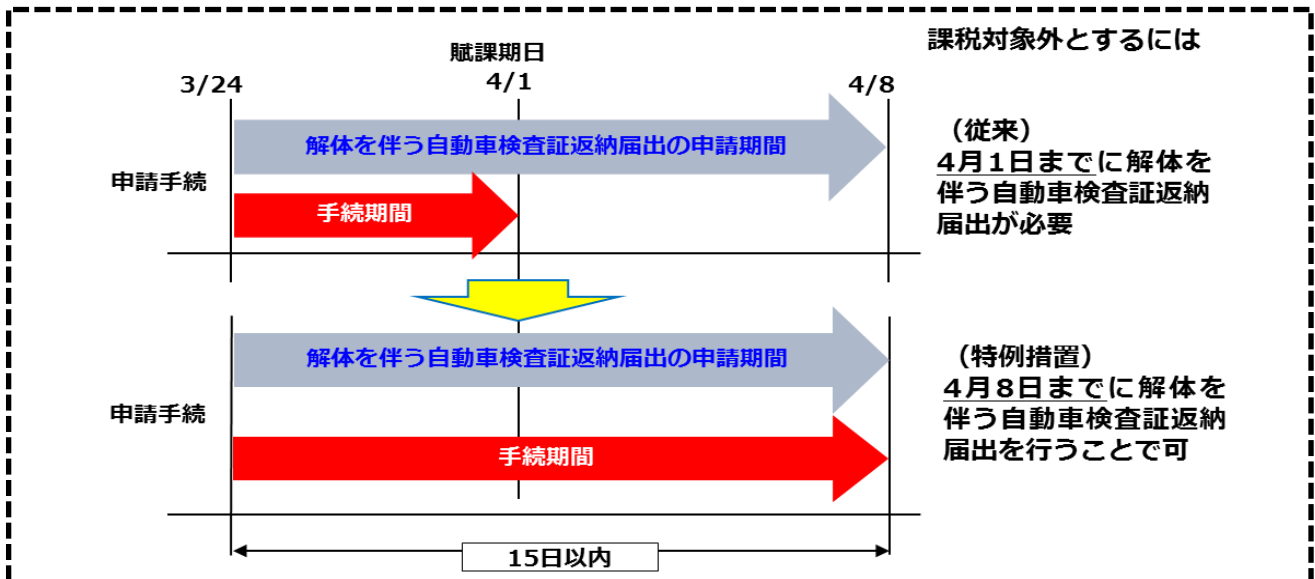 課税対象外とするには
賦課期日
3/24
4/1
4/8
解体を伴う自動車検査証返納届出の申請期間
申請手続
手続期間
（従来）
4月1日までに解体を
伴う自動車検査証返納
届出が必要
解体を伴う自動車検査証返納届出の申請期間
申請手続
手続期間
（特例措置）
4月8日までに解体を
伴う自動車検査証返納
届出を行うことで可
15日以内